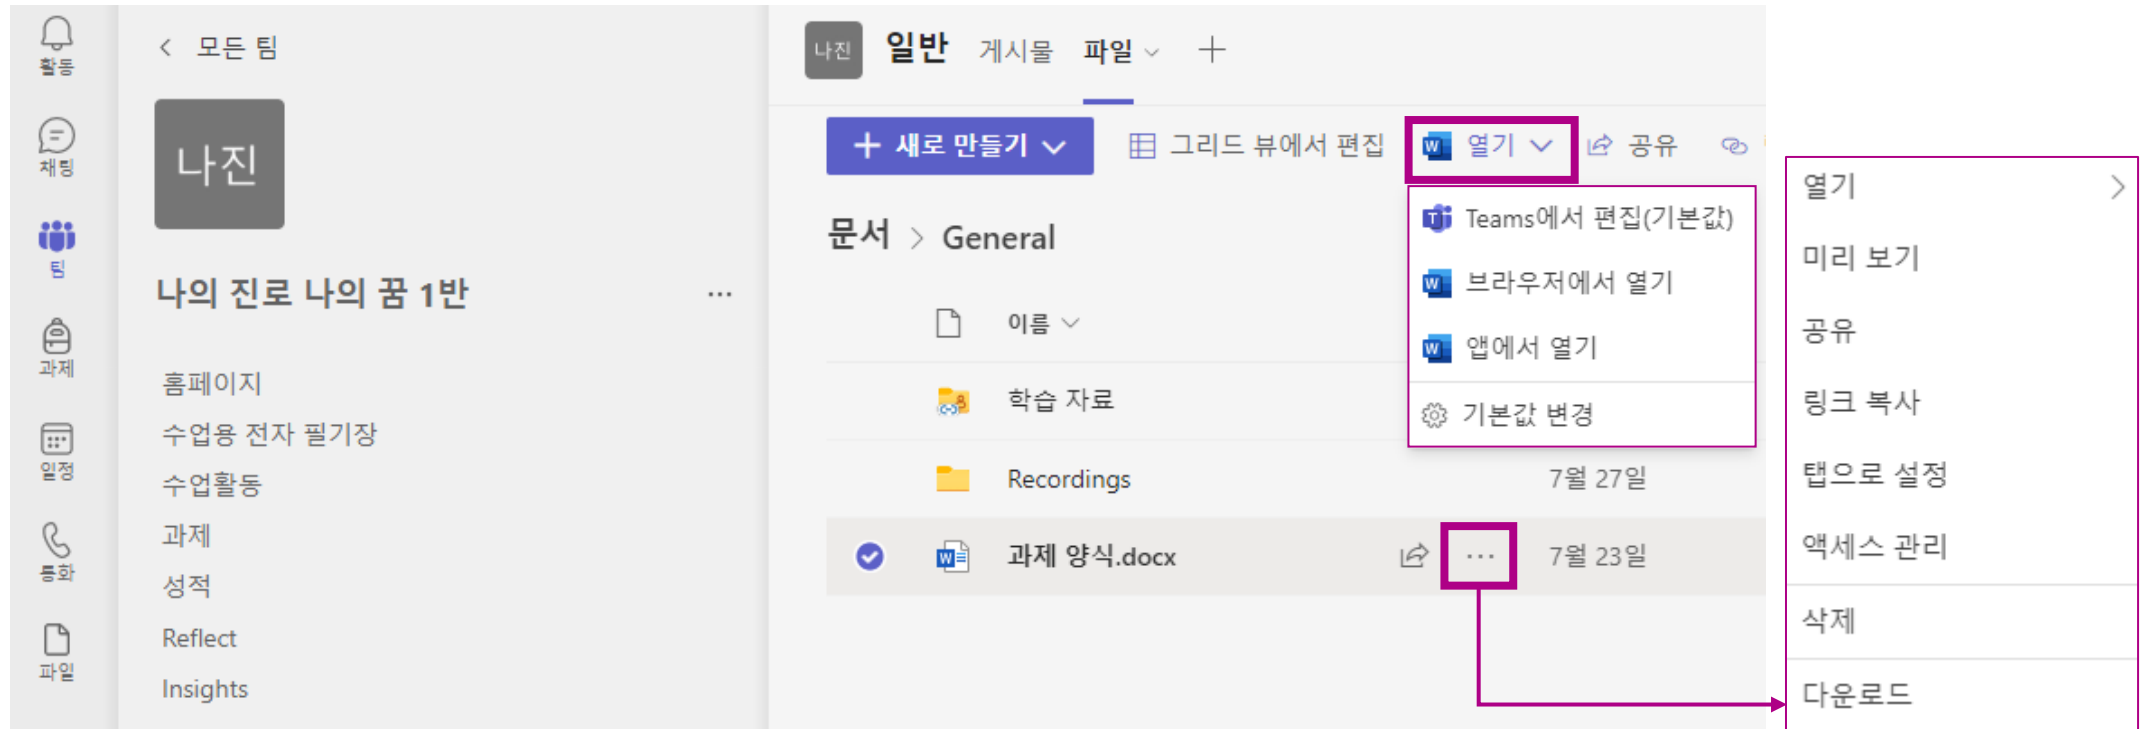 활동
채팅
팀
과제
일정
통화
파일
모든 팀
나진
나의 진로 나의 꿈 1반
...
홈페이지
수업용 전자 필기장
수업활동
과제
성적
Reflect
Insights
나진 일반 게시물 파일
새로 만들기 그리드 뷰에서 편집 열기 공유
문서 > General
이름
학습 자료
Recordings 7월 27일
과제 양식.docx ... 7월 23일
Teams에서 편집(기본값)
브라우저에서 열기
앱에서 열기
기본값 변경
열기
미리 보기
공유
링크 복사
탭으로 설정
액세스 관리
삭제
다운로드